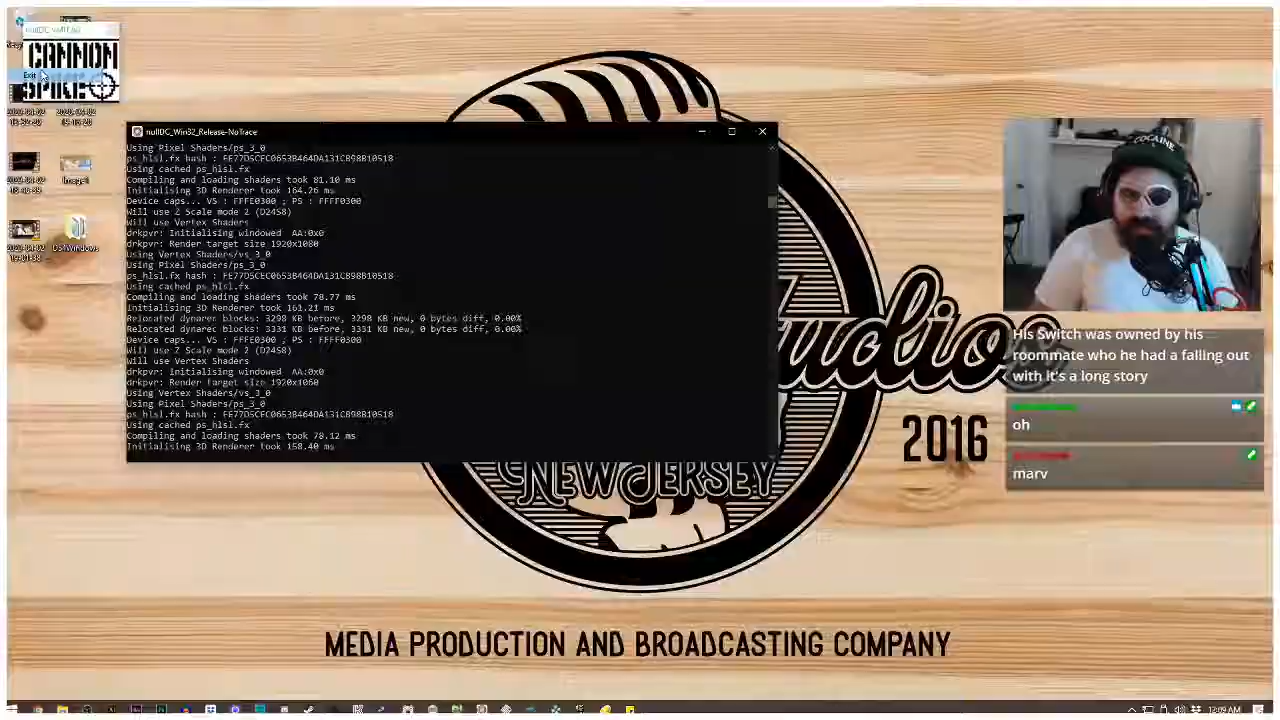 CANNON
SPIKE
Exit
Image1
DS4Windows
nullDC_Win32_Release-NoTrace
Using Pixel Shaders/ps_3_0
ps_hlsl.fx hash : FE77D5CFC0653B464DA131CB98B10518
Using cached ps_hlsl.fx
Compiling and loading shaders took 81.10 ms
Initialising 3D Renderer took 164.26 ms
Device caps... VS : FFFE0300 ; PS : FFFF0300
Will use Z Scale mode 2 (D24S8)
Will use Vertex Shaders
drkpvr: Initialising windowed AA:0x0
drkpvr: Render target size 1920x1080
Using Vertex Shaders/vs_3_0
Using Pixel Shaders/ps_3_0
ps_hlsl.fx hash : FE77D5CFC0653B464DA131CB98B10518
Using cached ps_hlsl.fx
Compiling and loading shaders took 78.77 ms
Initialising 3D Renderer took 161.21 ms
Relocated dynarec blocks: 3298 KB before, 3298 KB new, 0 bytes diff, 0.00%
Relocated dynarec blocks: 3331 KB before, 3331 KB new, 0 bytes diff, 0.00%
Device caps... VS : FFFE0300 ; PS : FFFF0300
Will use Z Scale mode 2 (D24S8)
Will use Vertex Shaders
drkpvr: Initialising windowed AA:0x0
drkpvr: Render target size 1920x1060
Using Vertex Shaders/vs_3_0
Using Pixel Shaders/ps_3_0
ps_hlsl.fx hash : FE77D5CFC0653B464DA131CB98B10518
Using cached ps_hlsl.fx
Compiling and loading shaders took 78.12 ms
Initialising 3D Renderer took 158.40 ms
COCAINE
His Switch was owned by his
roommate who he had a falling out
with it's a long story
oh
marv
2016
NEW JERSEY
MEDIA PRODUCTION AND BROADCASTING COMPANY
12:09 AM